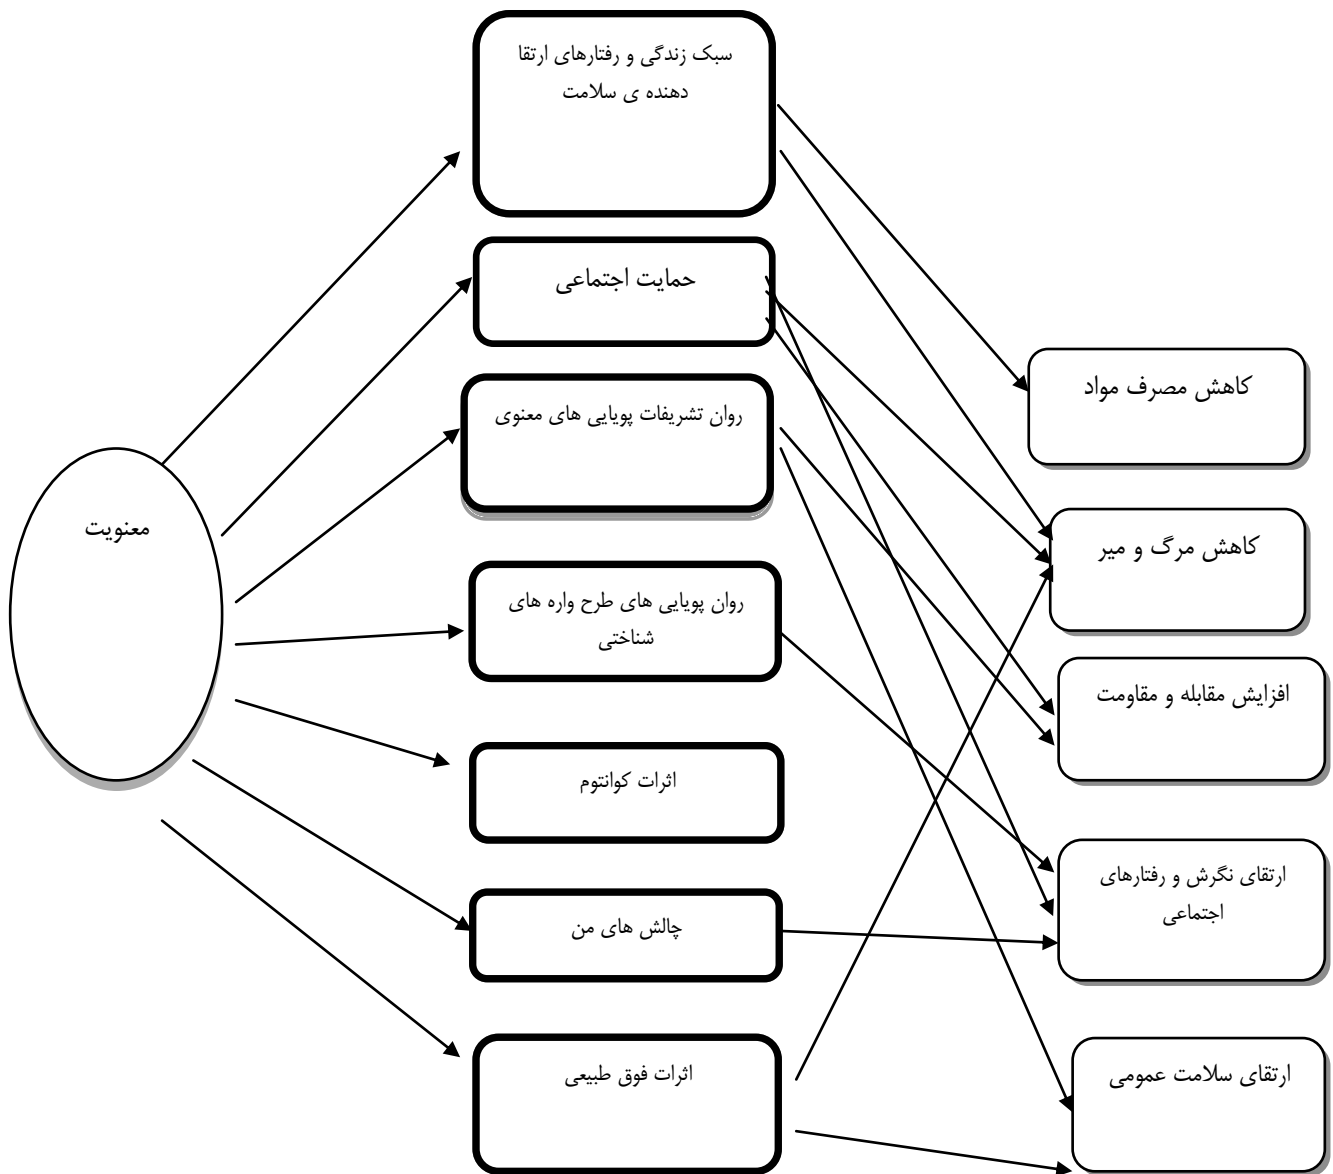 سبک زندگی و رفتارهای ارتقا
دهنده ی سلامت
حمایت اجتماعی
روان تشریفات پویایی های معنوی
روان پویایی های طرح واره های
شناختی
اثرات کوانتوم
چالش های من
اثرات فوق طبیعی
معنویت
کاهش مصرف مواد
کاهش مرگ و میر
افزایش مقابله و مقاومت
ارتقای نگرش و رفتارهای
اجتماعی
ارتقای سلامت عمومی